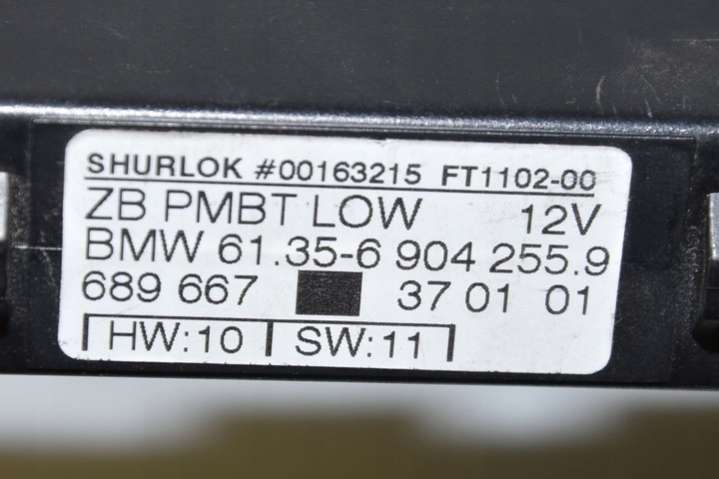 SHURLOK #00163215 FT1102-00
ZB PMBT LOW 12V
BMW 61.35-6 904 255.9
689 667 37 01 01
HW:10 SW:11